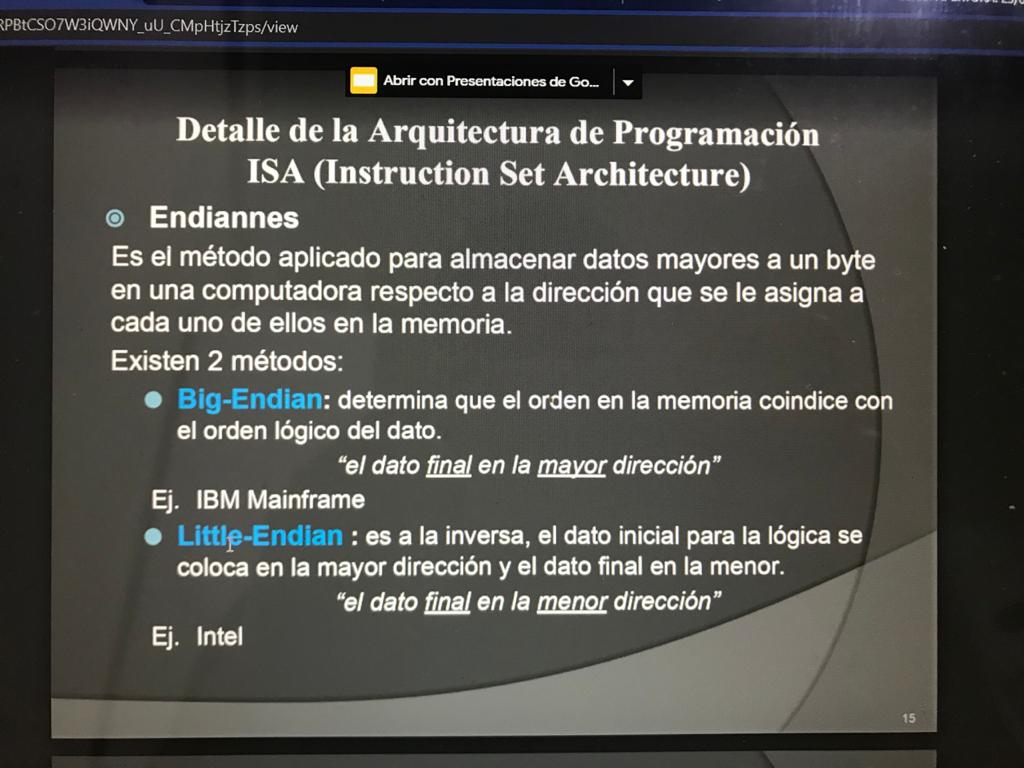 RPBtCSO7W3iQWNY_uU_CMpHtjzTzps/view
Abrir con Presentaciones de Go...
Detalle de la Arquitectura de Programación
ISA (Instruction Set Architecture)
Endiannes
Es el método aplicado para almacenar datos mayores a un byte
en una computadora respecto a la dirección que se le asigna a
cada uno de ellos en la memoria.
Existen 2 métodos:
Big-Endian: determina que el orden en la memoria coindice con
el orden lógico del dato.
“el dato final en la mayor dirección”
Ej. IBM Mainframe
Little-Endian : es a la inversa, el dato inicial para la lógica se
coloca en la mayor dirección y el dato final en la menor.
“el dato final en la menor dirección”
Ej. Intel
15